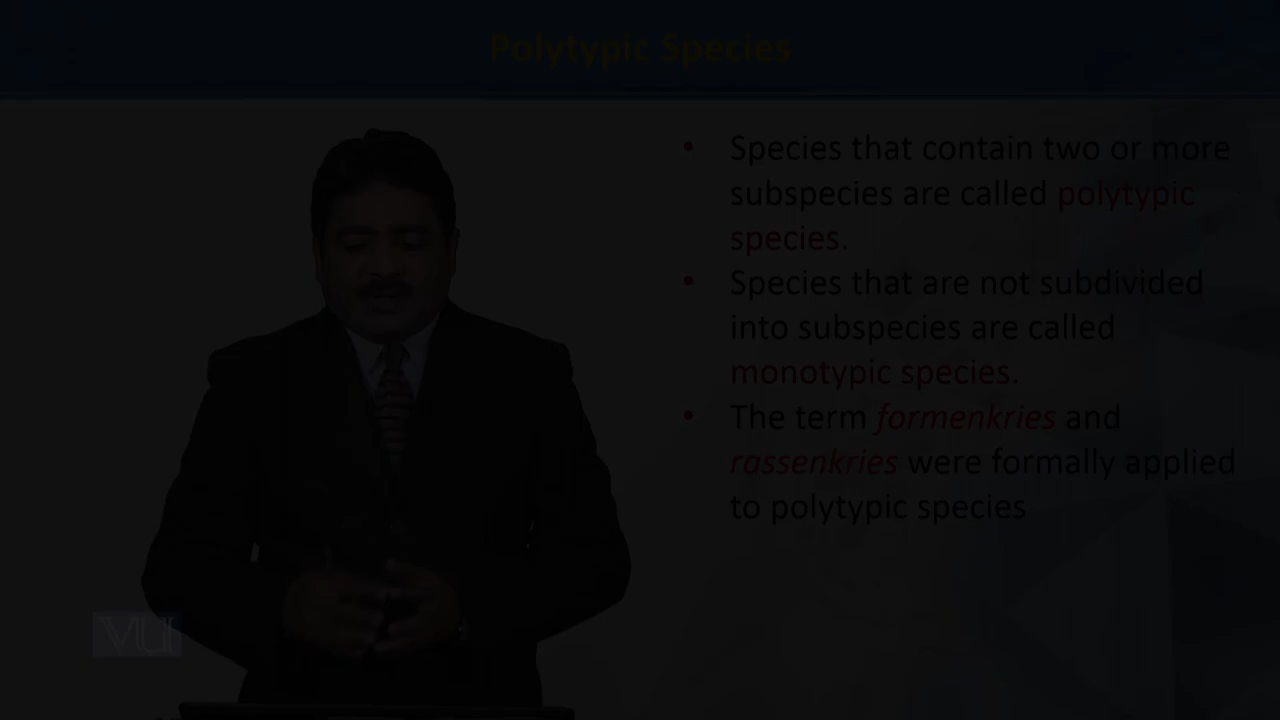 Polytypic Species
• Species that contain two or more
subspecies are called polytypic
species.
• Species that are not subdivided
into subspecies are called
monotypic species.
• The term formenkries and
rassenkries were formally applied
to polytypic species
VU